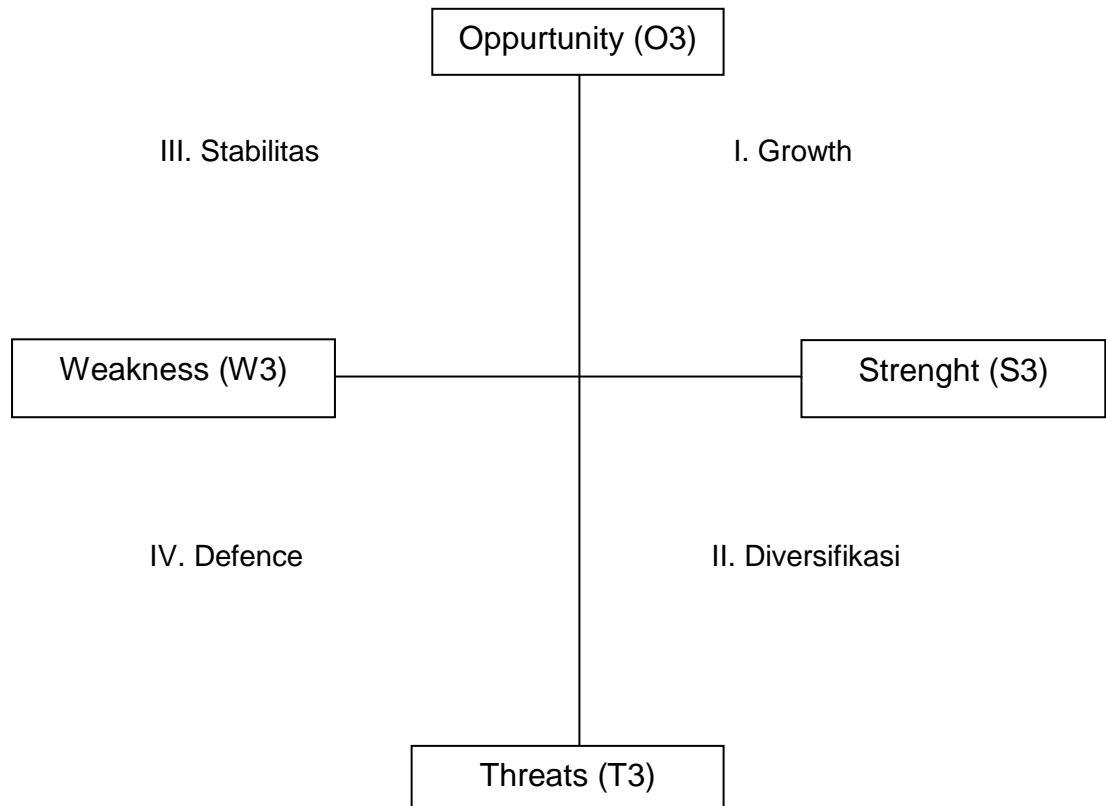 Oppurtunity (O3)
III. Stabilitas
I. Growth
Weakness (W3)
Strenght (S3)
IV. Defence
II. Diversifikasi
Threats (T3)